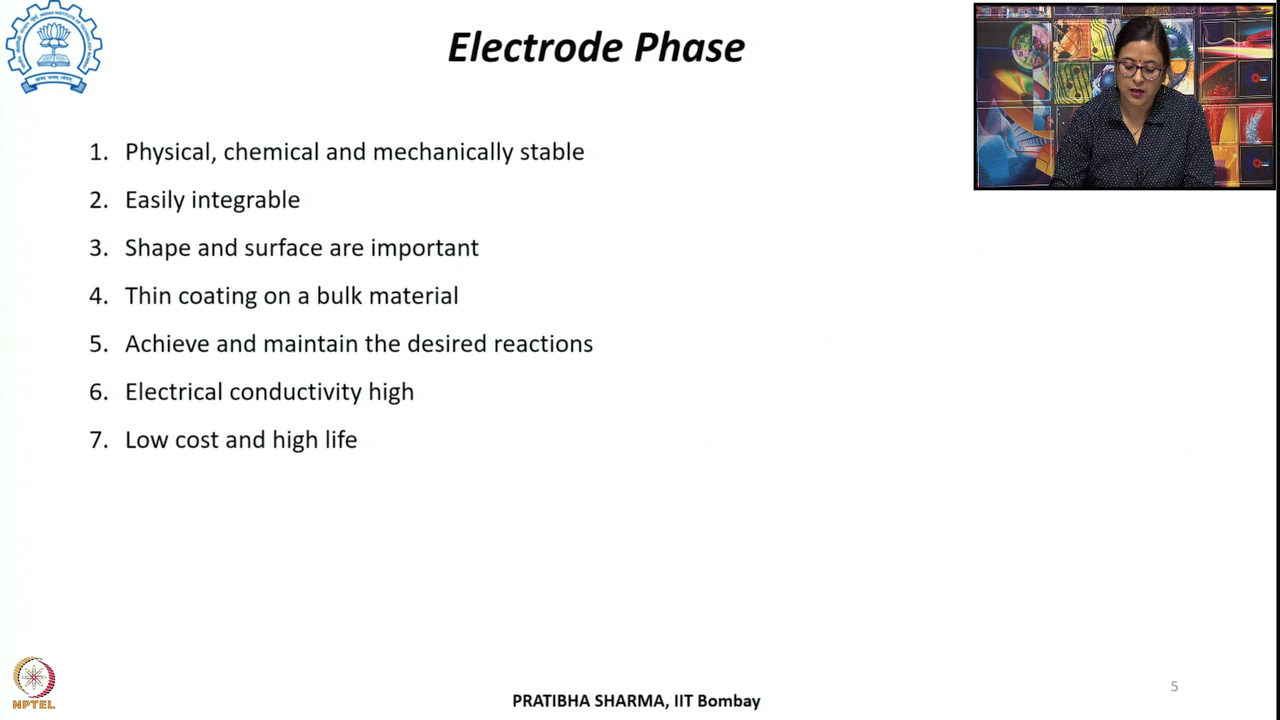 Electrode Phase
1. Physical, chemical and mechanically stable
2. Easily integrable
3. Shape and surface are important
4. Thin coating on a bulk material
5. Achieve and maintain the desired reactions
6. Electrical conductivity high
7. Low cost and high life
5
PRATIBHA SHARMA, IIT Bombay
NPTEL